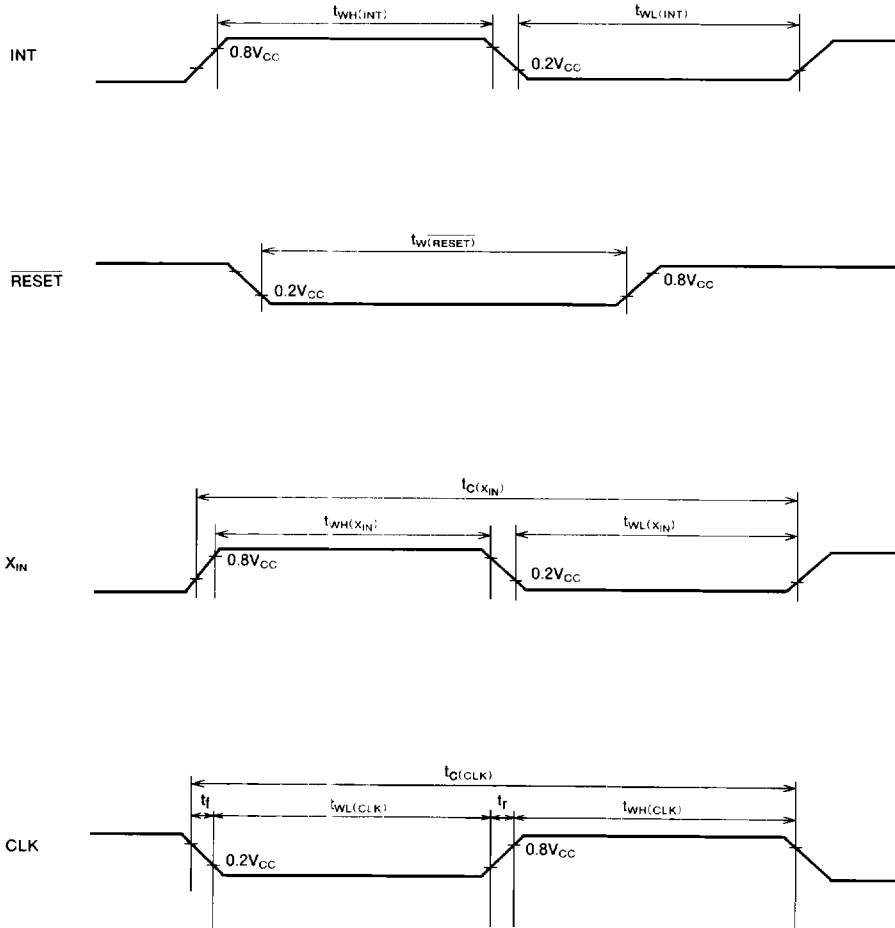 tWH(INT) tWL(INT)
INT 0.8VCC 0.2VCC
tW(RESET)
RESET 0.2VCC 0.8VCC
tC(XIN)
tWH(XIN) tWL(XIN)
XIN 0.8VCC 0.2VCC
tC(CLK)
tf tWL(CLK) tr tWH(CLK)
CLK 0.2VCC 0.8VCC